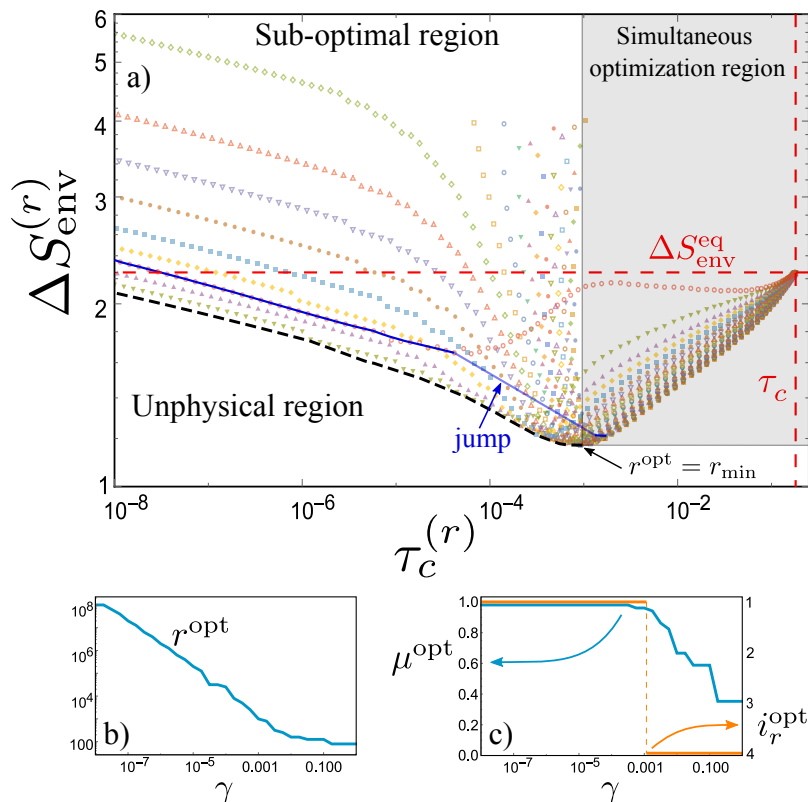 6
5
4
3
2
1
ΔS_env^(r)
Sub-optimal region
a)
Simultaneous
optimization region
ΔS_env^eq
τ_c
Unphysical region
jump
r^opt = r_min
10^−8
10^−6
10^−4
10^−2
τ_c^(r)
10^8
10^6
10^4
100
r^opt
b)
10^-7
10^-5
0.001
0.100
γ
1.0
0.8
0.6
0.4
0.2
0.0
μ^opt
c)
i_r^opt
1
2
3
4
10^-7
10^-5
0.001
0.100
γ